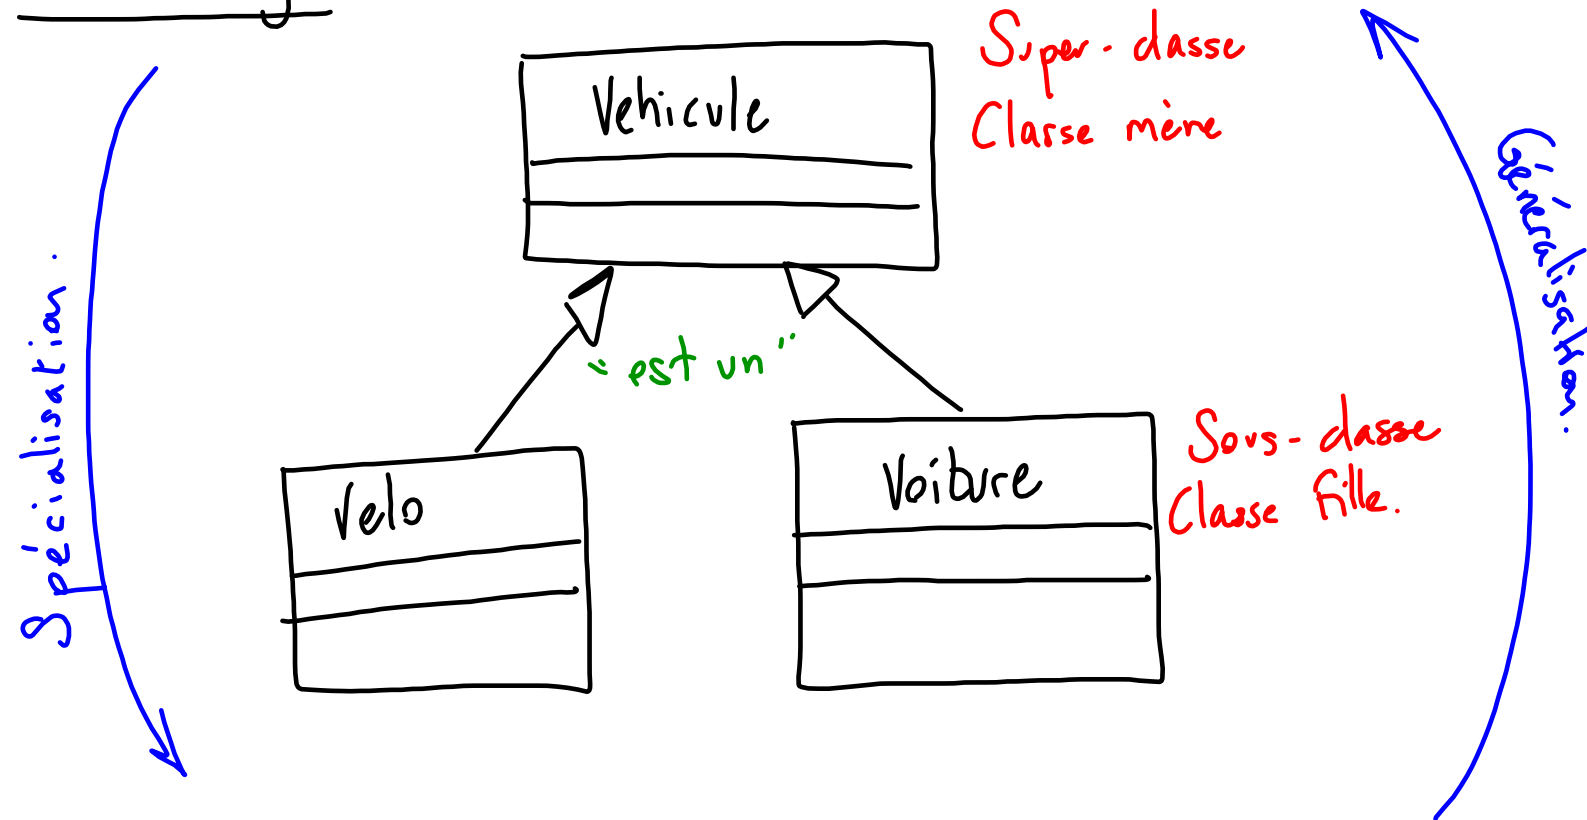 Vehicule
Super-classe
Classe mère
"est un"
Velo
Voiture
Sous-classe
Classe fille.
Spécialisation.
Généralisation.